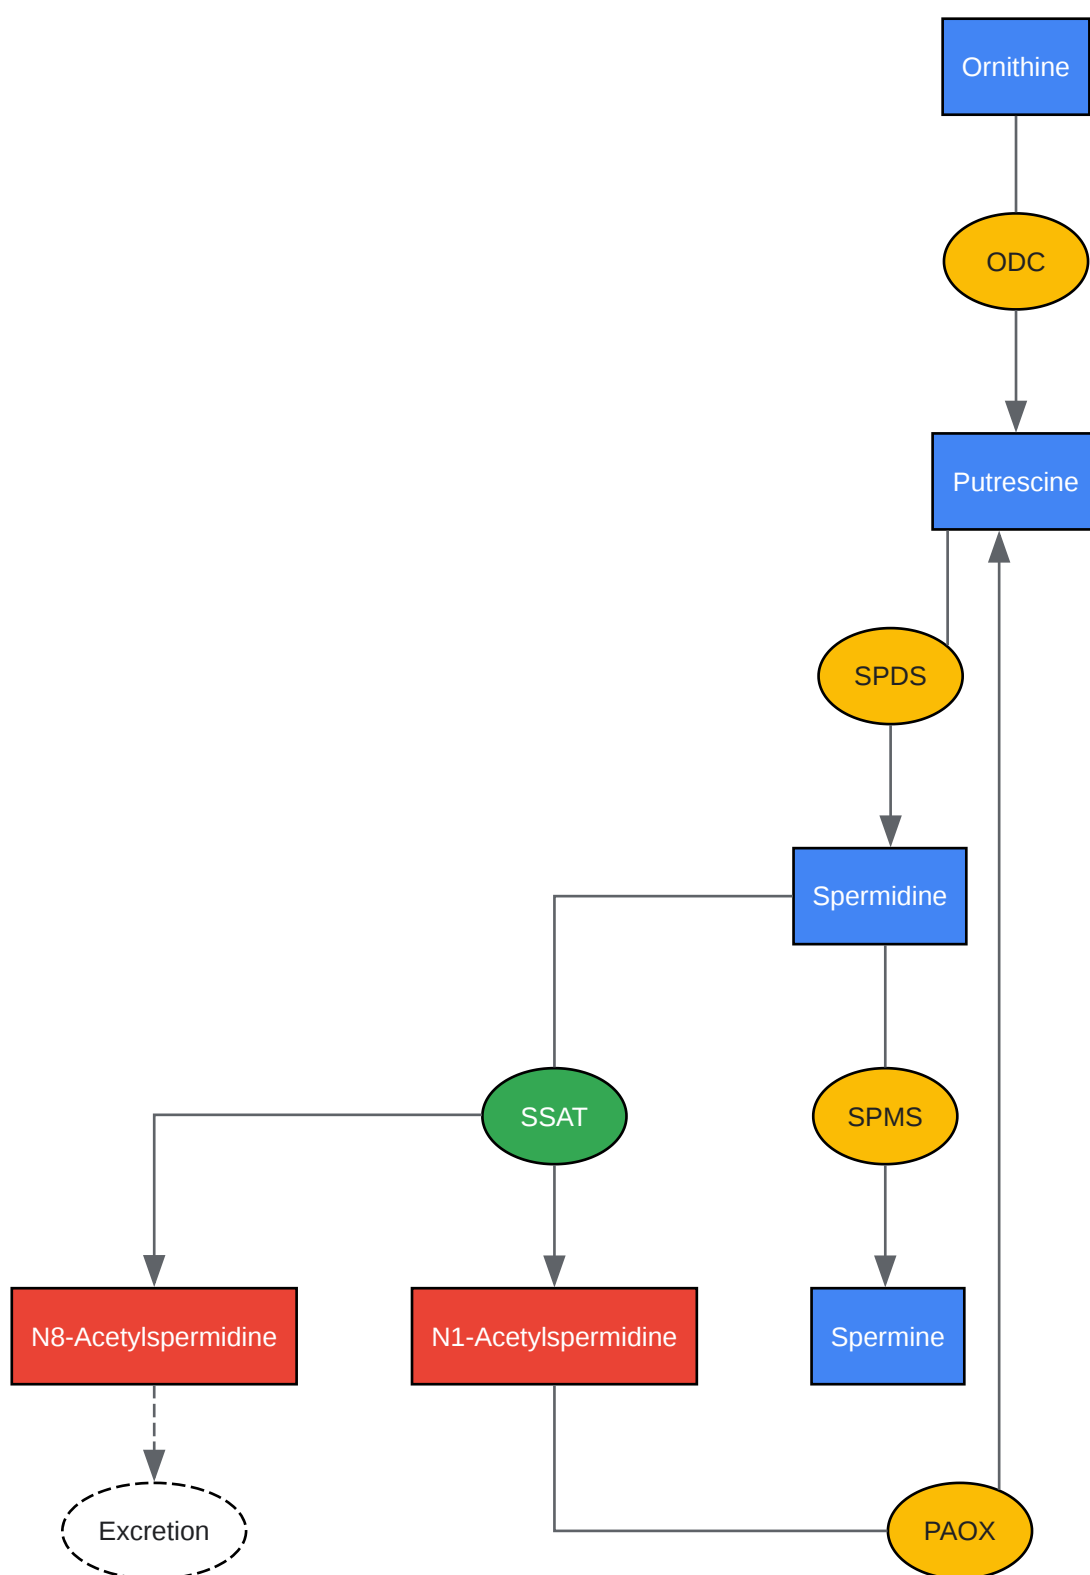 Ornithine
ODC
Putrescine
SPDS
Spermidine
SSAT
SPMS
N8-Acetylspermidine
N1-Acetylspermidine
Spermine
Excretion
PAOX